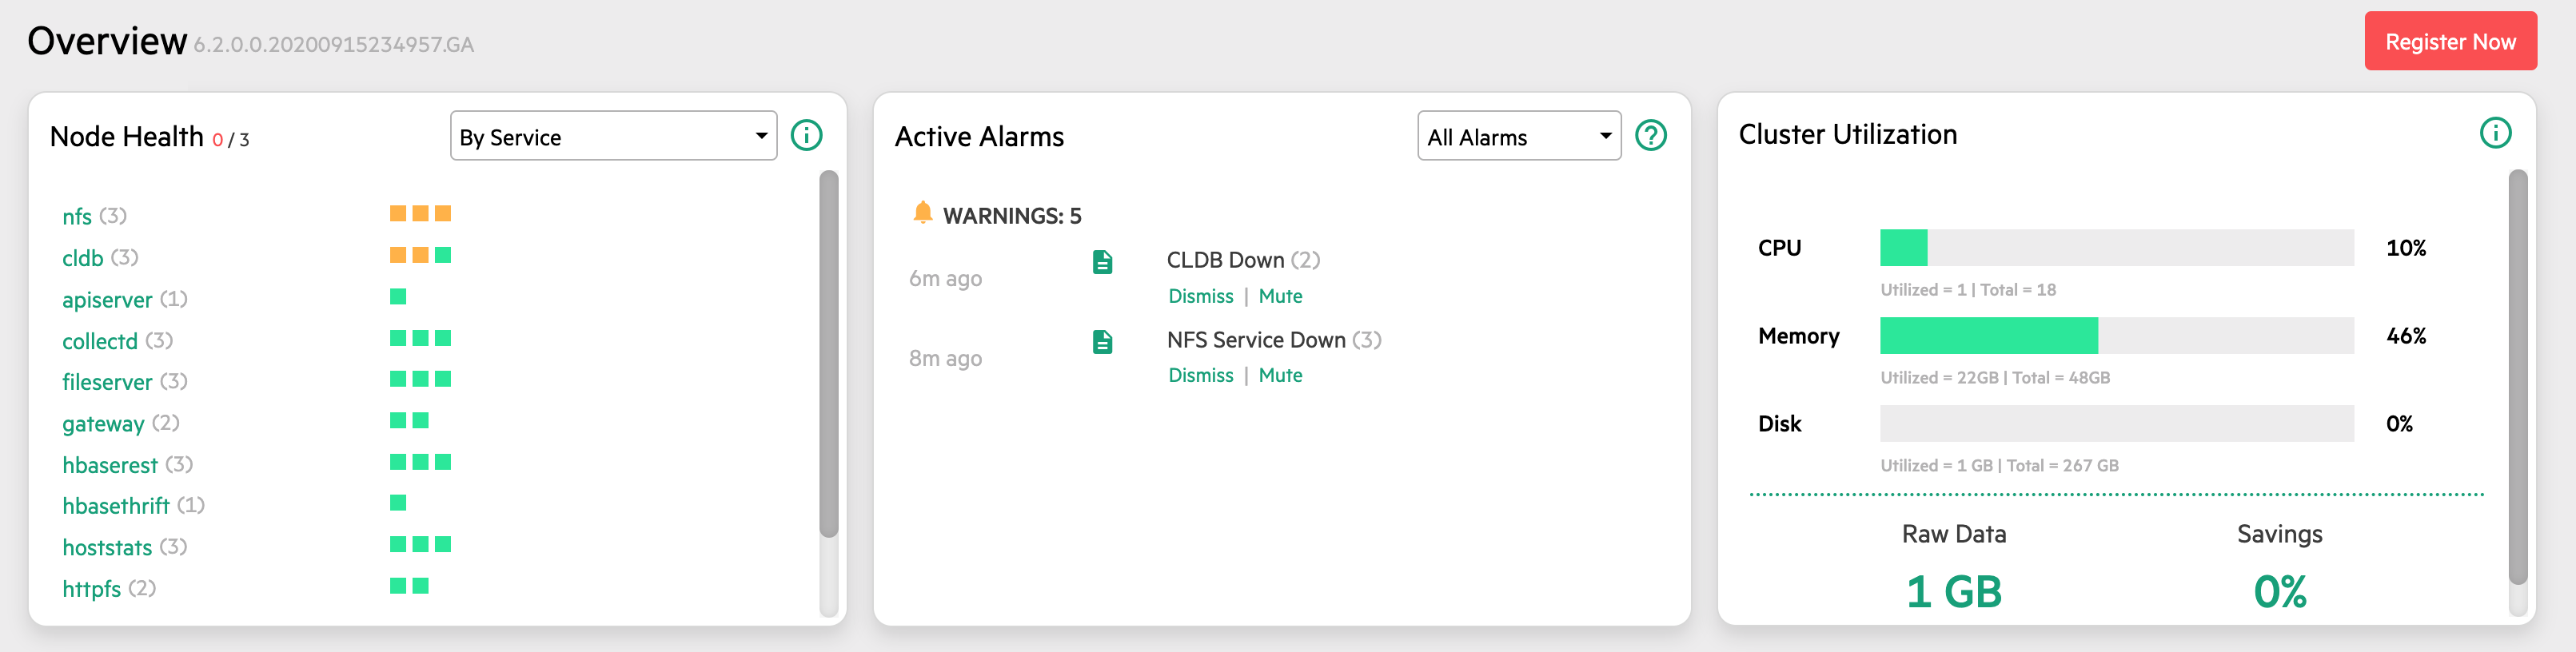 Overview 6.2.0.0.20200915234957.GA
Register Now
Node Health 0 / 3
By Service
nfs (3)
cldb (3)
apiserver (1)
collectd (3)
fileserver (3)
gateway (2)
hbaserest (3)
hbasethrift (1)
hoststats (3)
httpfs (2)
Active Alarms
All Alarms
WARNINGS: 5
6m ago
CLDB Down (2)
Dismiss | Mute
8m ago
NFS Service Down (3)
Dismiss | Mute
Cluster Utilization
CPU
10%
Utilized = 1 | Total = 18
Memory
46%
Utilized = 22GB | Total = 48GB
Disk
0%
Utilized = 1 GB | Total = 267 GB
Raw Data
Savings
1 GB
0%